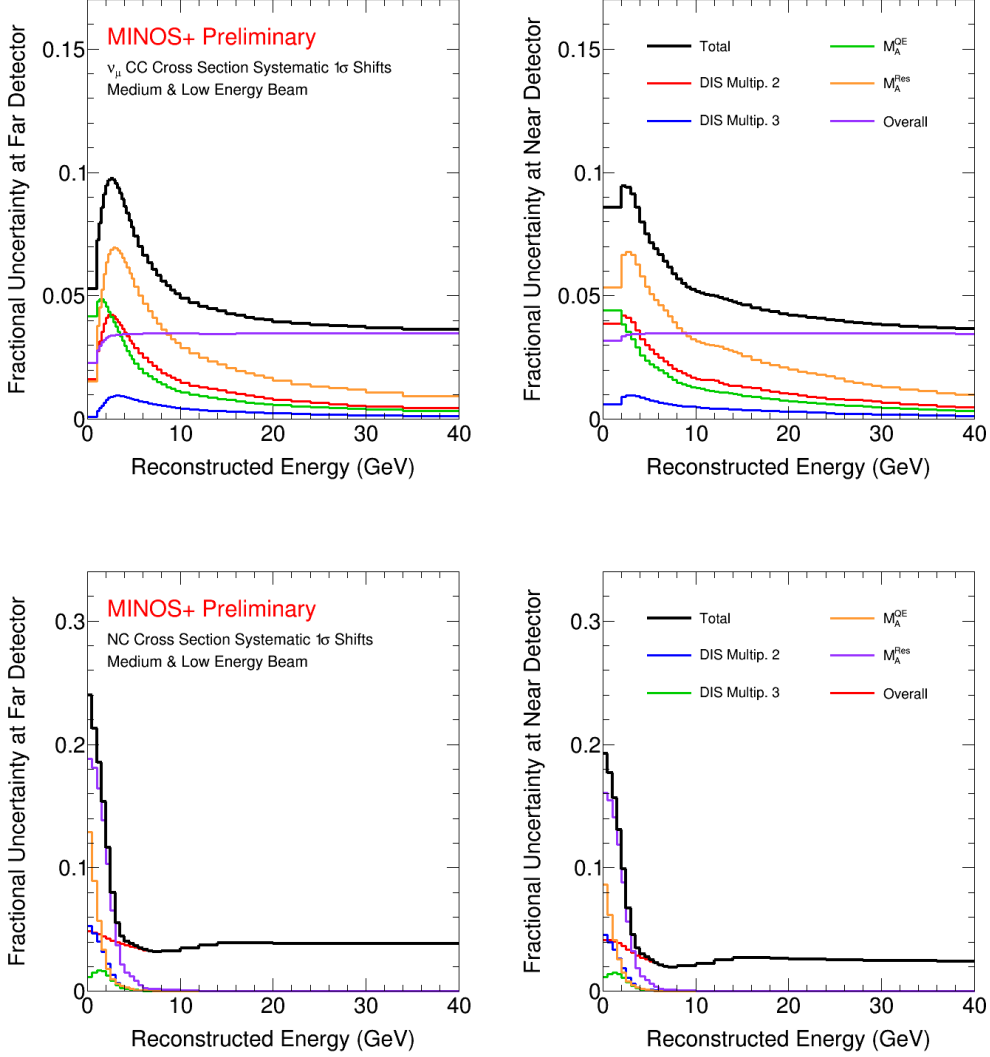 Fractional Uncertainty at Far Detector
0.15
0.1
0.05
0
MINOS+ Preliminary
νμ CC Cross Section Systematic 1σ Shifts
Medium & Low Energy Beam
0 10 20 30 40
Reconstructed Energy (GeV)
Fractional Uncertainty at Near Detector
0.15
0.1
0.05
0
Total
DIS Multip. 2
DIS Multip. 3
M_A^QE
M_A^Res
Overall
0 10 20 30 40
Reconstructed Energy (GeV)
Fractional Uncertainty at Far Detector
0.3
0.2
0.1
0
MINOS+ Preliminary
NC Cross Section Systematic 1σ Shifts
Medium & Low Energy Beam
0 10 20 30 40
Reconstructed Energy (GeV)
Fractional Uncertainty at Near Detector
0.3
0.2
0.1
0
Total
DIS Multip. 2
DIS Multip. 3
M_A^QE
M_A^Res
Overall
0 10 20 30 40
Reconstructed Energy (GeV)